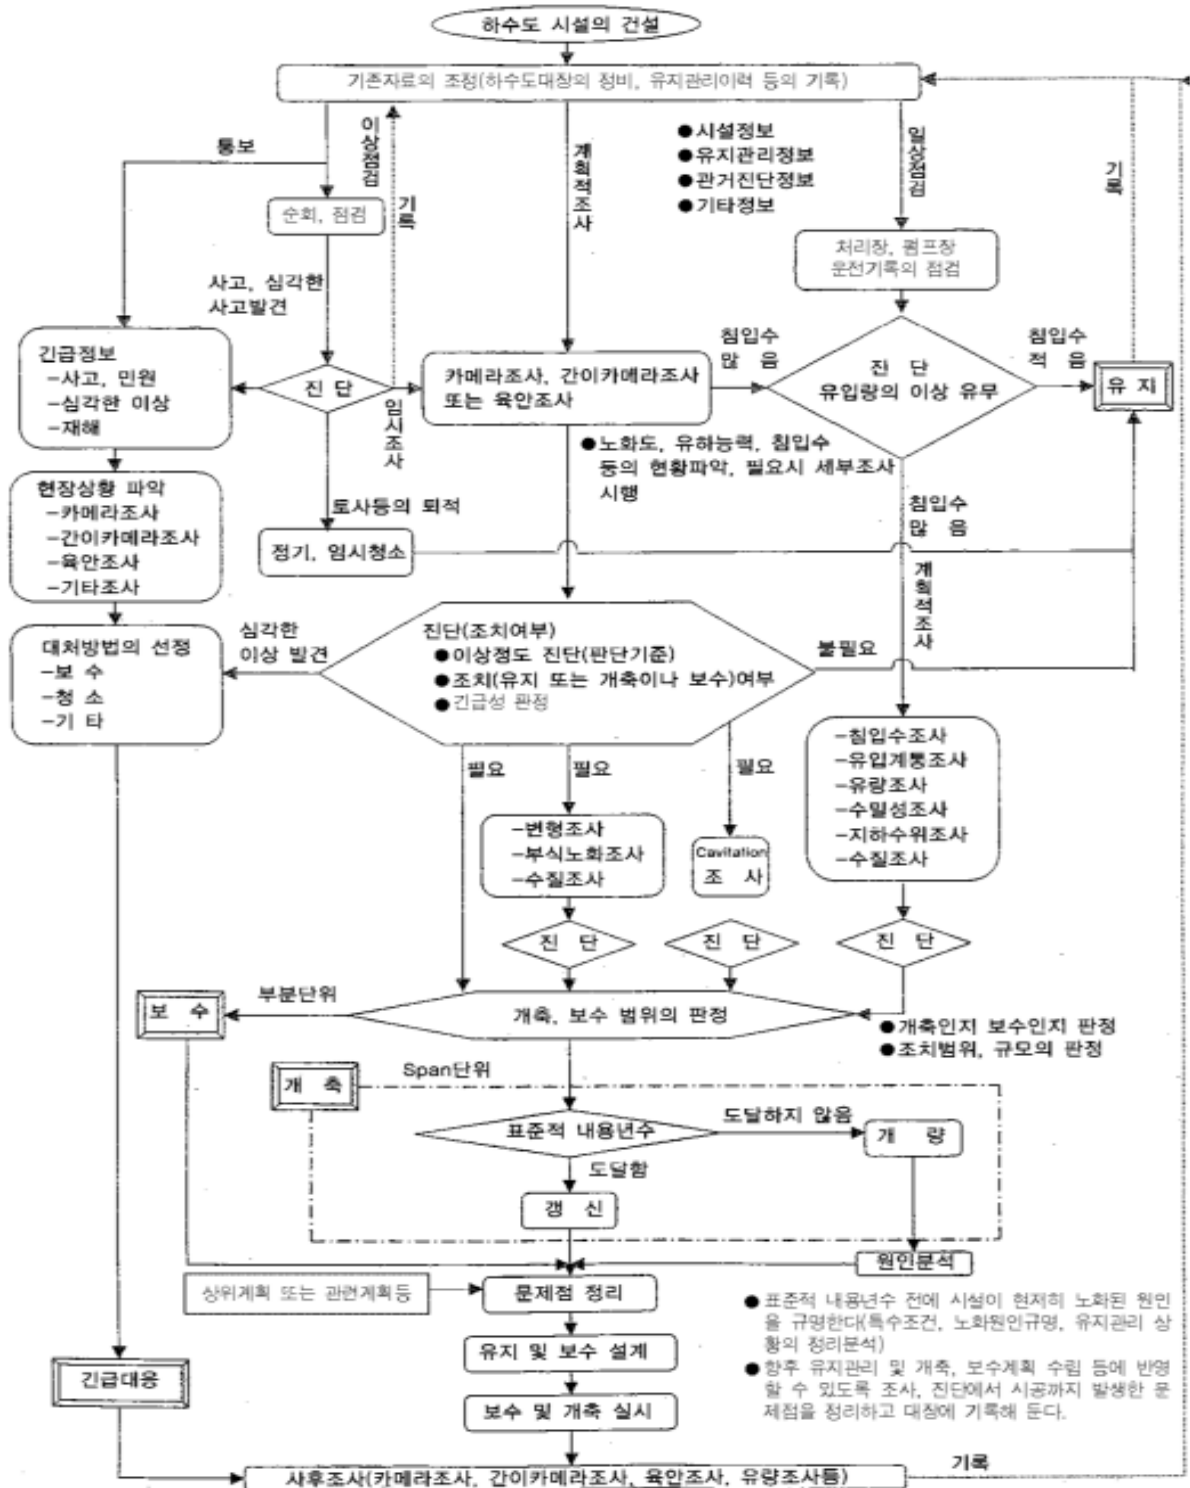 하수도 시설의 건설
기존자료의 조정(하수도대장의 정비, 유지관리이력 등의 기록)
통보
이상점검
기록
계획적조사
●시설정보
●유지관리정보
●관거진단정보
●기타정보
일상점검
기록
순회, 점검
처리장, 펌프장
운전기록의 점검
사고, 심각한
사고발견
긴급정보
-사고, 민원
-심각한 이상
-재해
진 단
임시조사
카메라조사, 간이카메라조사
또는 육안조사
침입수
많 음
진 단
유입량의 이상 유무
침입수
적 음
유 지
●노화도, 유하능력, 침입수
등의 현황파악, 필요시 세부조사
시행
현장상황 파악
-카메라조사
-간이카메라조사
-육안조사
-기타조사
토사등의 퇴적
정기, 임시청소
침입수
많 음
계획적조사
대처방법의 선정
-보 수
-청 소
-기 타
심각한
이상 발견
진단(조치여부)
●이상정도 진단(판단기준)
●조치(유지 또는 개축이나 보수)여부
●긴급성 판정
불필요
필요
필요
필요
-변형조사
-부식노화조사
-수질조사
Cavitation
조 사
-침입수조사
-유입계통조사
-유량조사
-수밀성조사
-지하수위조사
-수질조사
진 단
진 단
진 단
보 수
부분단위
개축, 보수 범위의 판정
●개축인지 보수인지 판정
●조치범위, 규모의 판정
Span단위
개 축
표준적 내용년수
도달하지 않음
개 량
도달함
갱 신
원인분석
상위계획 또는 관련계획등
문제점 정리
●표준적 내용년수 전에 시설이 현저히 노화된 원인
을 규명한다(특수조건, 노화원인규명, 유지관리 상
황의 정리분석)
●향후 유지관리 및 개축, 보수계획 수립 등에 반영
할 수 있도록 조사, 진단에서 시공까지 발생한 문
제점을 정리하고 대장에 기록해 둔다.
유지 및 보수 설계
긴급대응
보수 및 개축 실시
사후조사(카메라조사, 간이카메라조사, 육안조사, 유량조사등)
기록